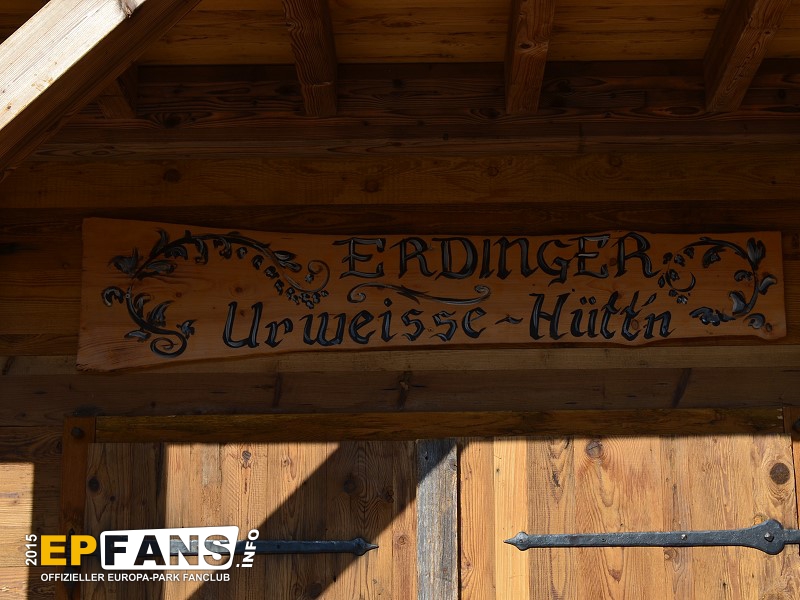 ERDINGER
Urweisse-Hütt'n
2015 EPFANS.INFO
OFFIZIELLER EUROPA-PARK FANCLUB